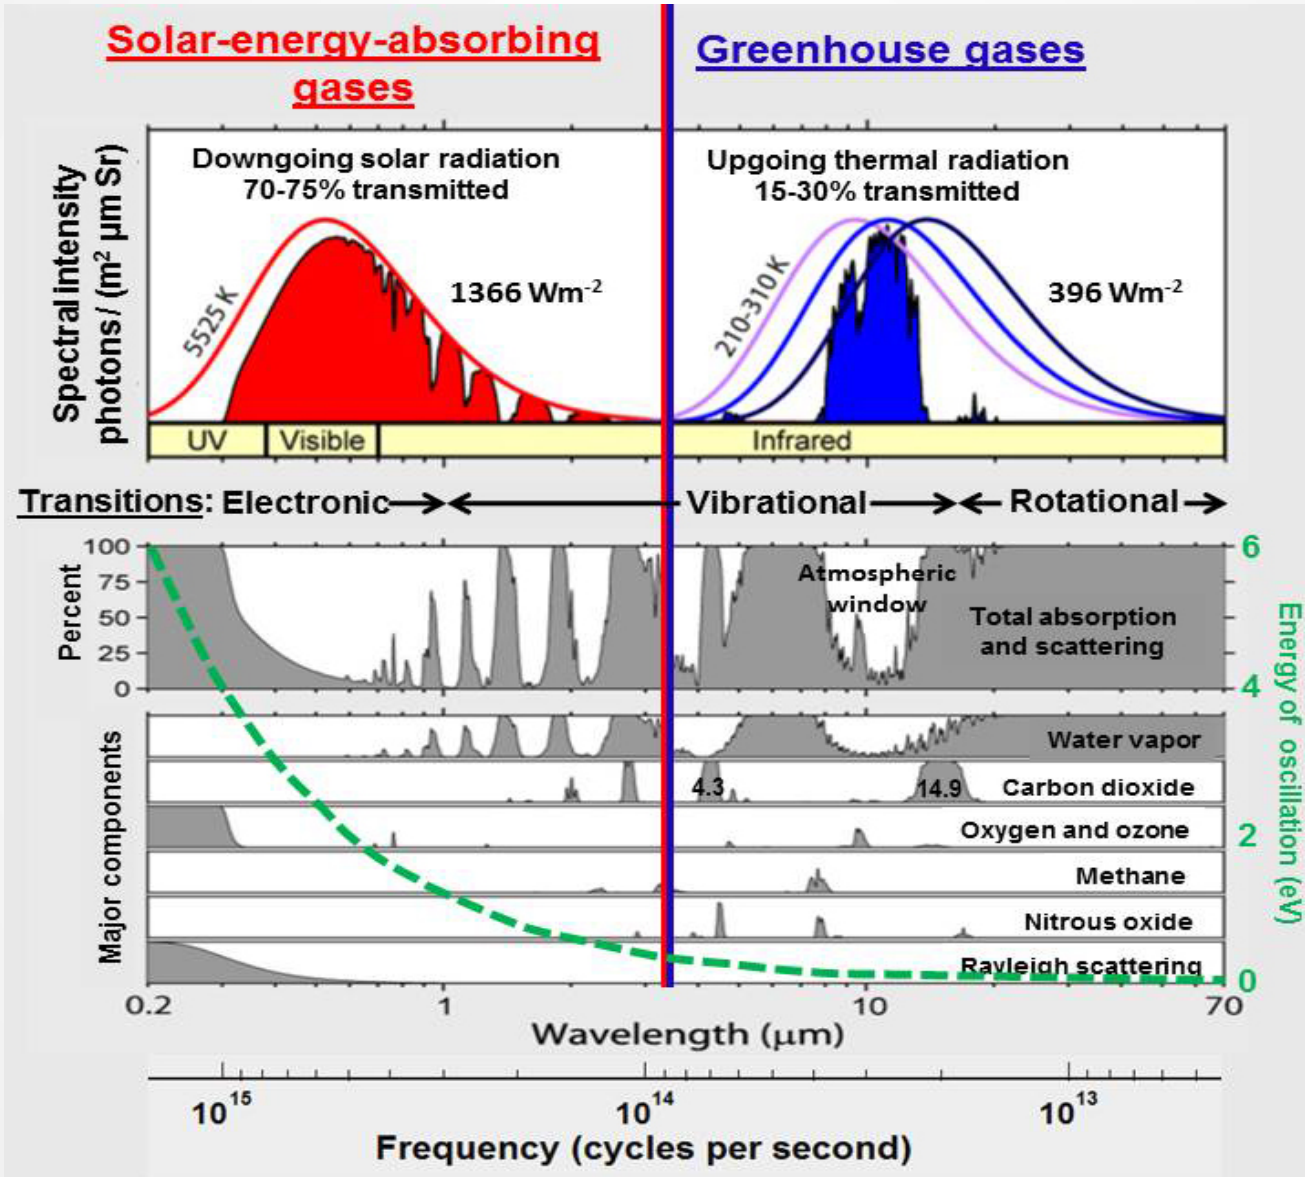 Solar-energy-absorbing
gases
Greenhouse gases
Spectral intensity
photons/ (m² µm Sr)
Downgoing solar radiation
70-75% transmitted
5525 K
1366 Wm⁻²
Upgoing thermal radiation
15-30% transmitted
210-310 K
396 Wm⁻²
UV
Visible
Infrared
Transitions: Electronic
Vibrational
Rotational
Percent
100
75
50
25
0
Atmospheric
window
Total absorption
and scattering
Major components
Water vapor
4.3
14.9
Carbon dioxide
Oxygen and ozone
Methane
Nitrous oxide
Rayleigh scattering
6
4
2
0
Energy of oscillation (eV)
0.2
1
10
70
Wavelength (µm)
10¹⁵
10¹⁴
10¹³
Frequency (cycles per second)